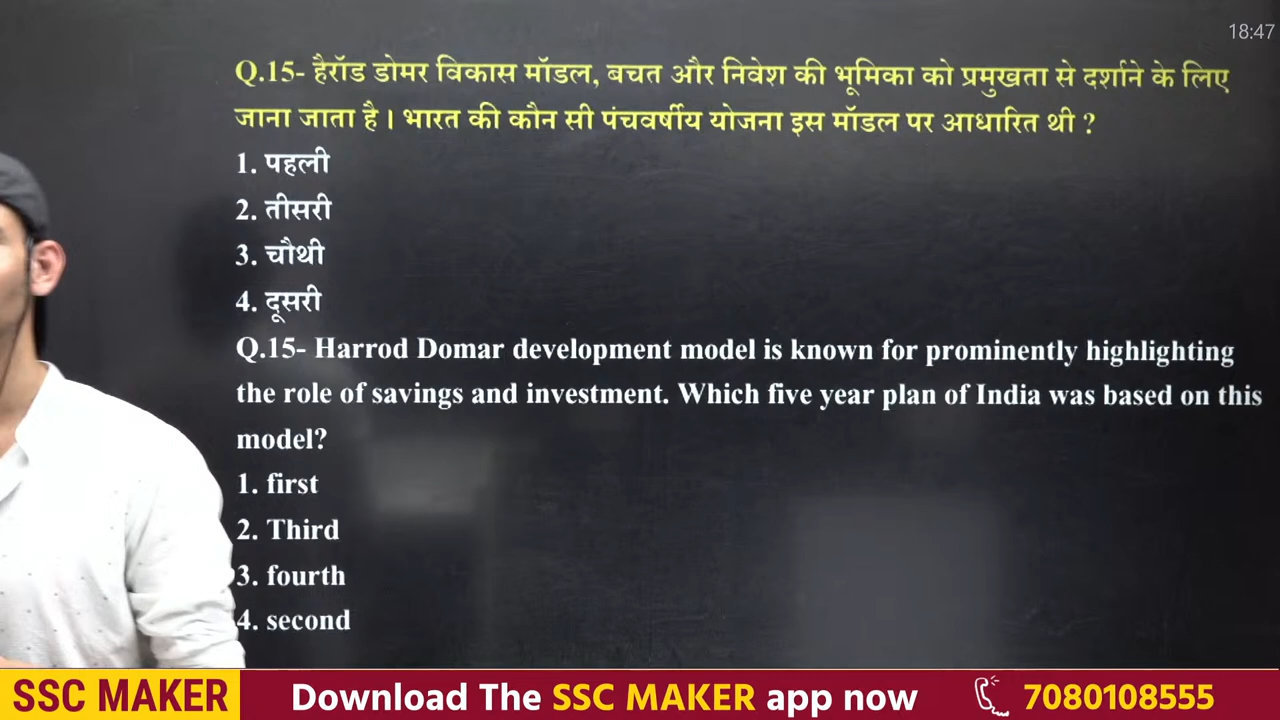 18:47
Q.15- हैरॉड डोमर विकास मॉडल, बचत और निवेश की भूमिका को प्रमुखता से दर्शाने के लिए
जाना जाता है। भारत की कौन सी पंचवर्षीय योजना इस मॉडल पर आधारित थी ?
1. पहली
2. तीसरी
3. चौथी
4. दूसरी
Q.15- Harrod Domar development model is known for prominently highlighting
the role of savings and investment. Which five year plan of India was based on this
model?
1. first
2. Third
3. fourth
4. second
SSC MAKER Download The SSC MAKER app now 7080108555